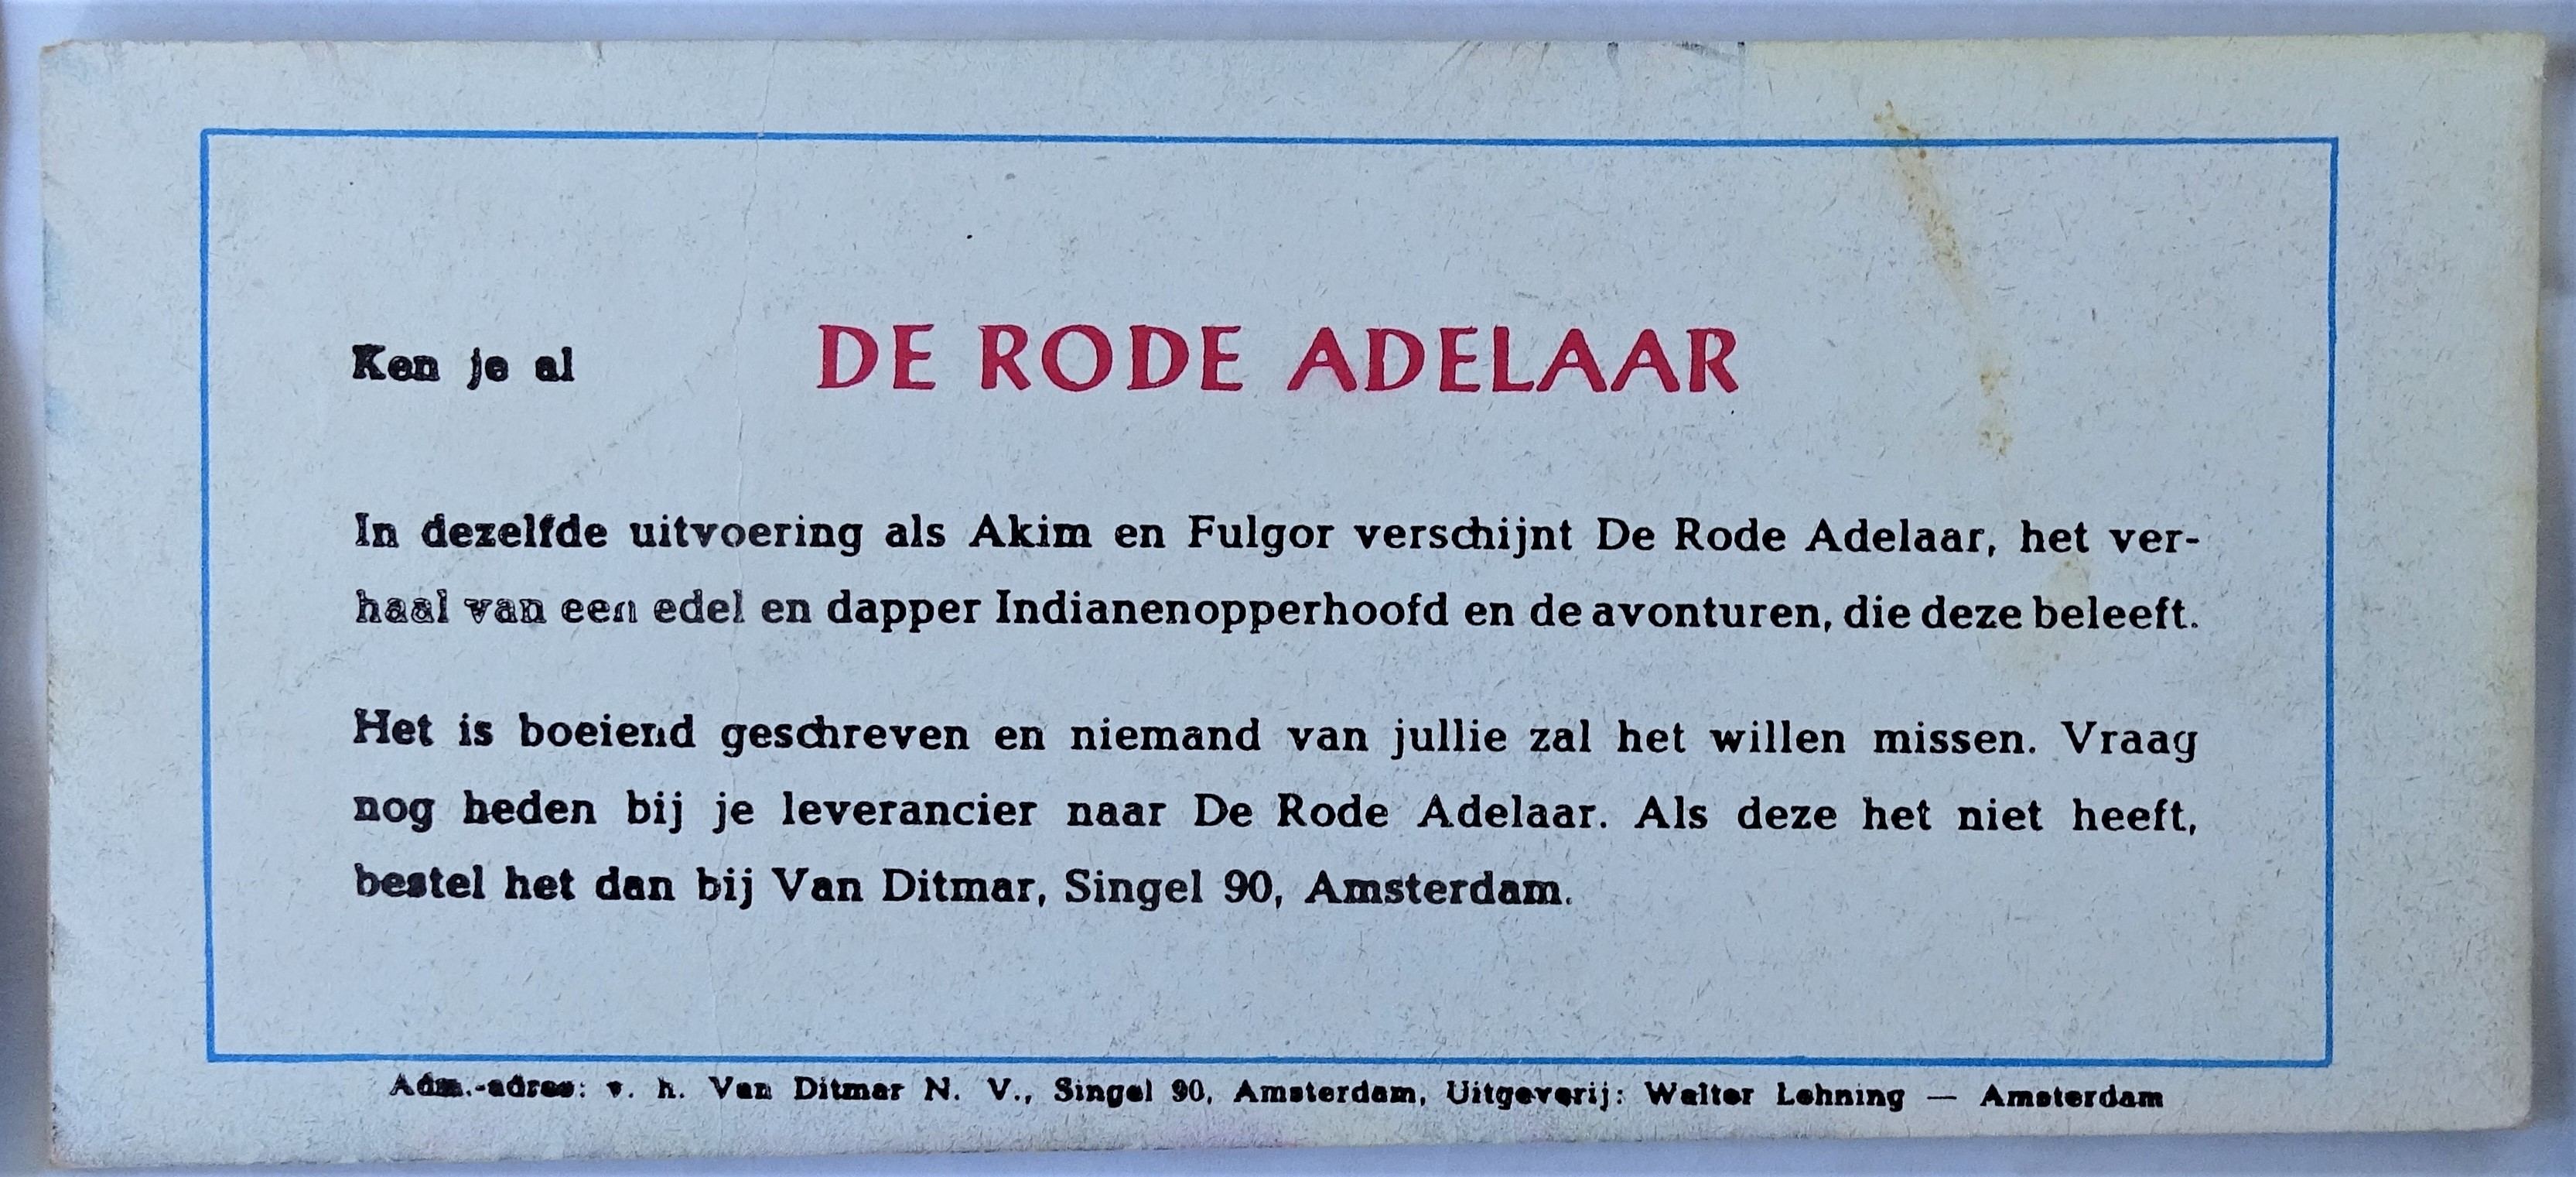 Ken je al DE RODE ADELAAR
In dezelfde uitvoering als Akim en Fulgor verschijnt De Rode Adelaar, het ver-
haal van een edel en dapper Indianenopperhoofd en de avonturen, die deze beleeft.
Het is boeiend geschreven en niemand van jullie zal het willen missen. Vraag
nog heden bij je leverancier naar De Rode Adelaar. Als deze het niet heeft,
bestel het dan bij Van Ditmar, Singel 90, Amsterdam.
Adm.-adres: v. h. Van Ditmar N. V., Singel 90, Amsterdam, Uitgeverij: Walter Lehning — Amsterdam